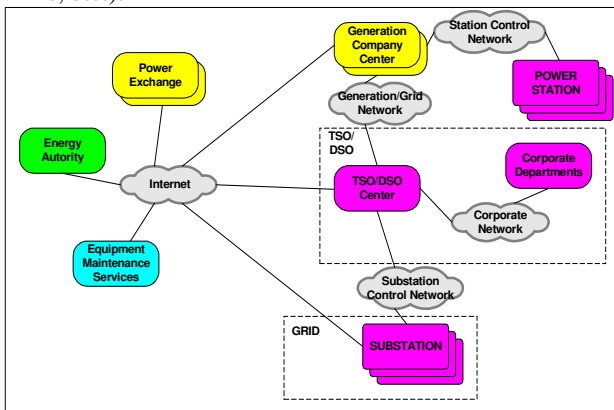 Station Control
Network
Generation
Company
Center
Power
Exchange
POWER
STATION
Generation/Grid
Network
TSO/
DSO
Energy
Autority
Internet
TSO/DSO
Center
Corporate
Departments
Corporate
Network
Equipment
Maintenance
Services
Substation
Control Network
GRID
SUBSTATION